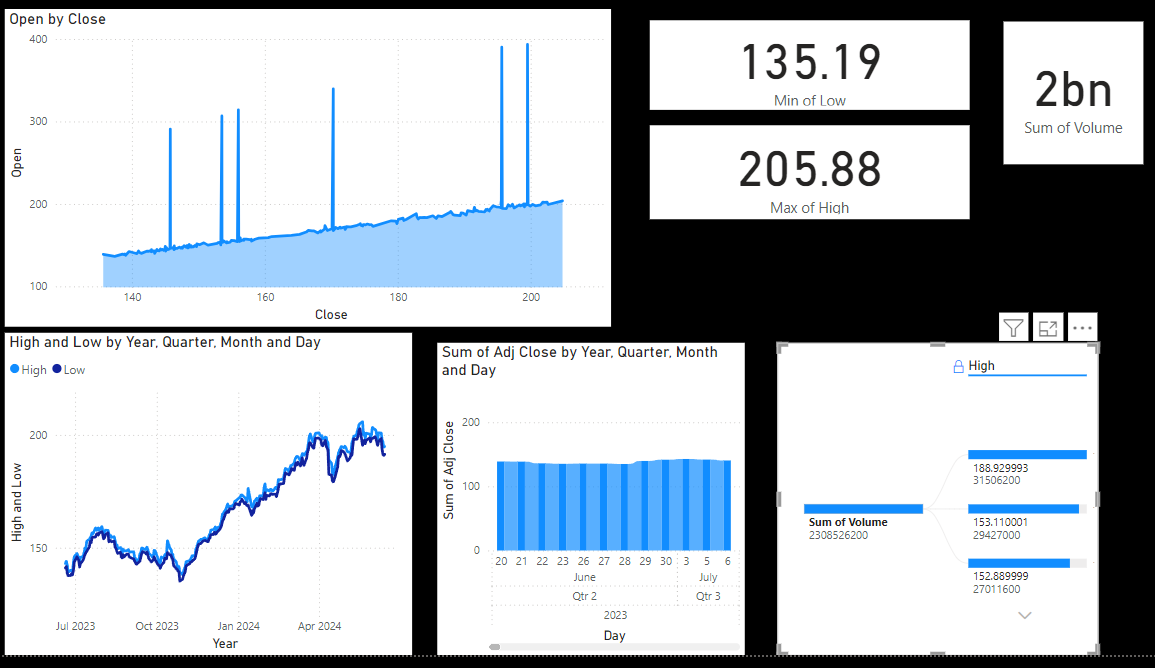 Open by Close
400
300
200
100
Open
140 160 180 200
Close
135.19
Min of Low
205.88
Max of High
2bn
Sum of Volume
High and Low by Year, Quarter, Month and Day
High Low
200
150
High and Low
Jul 2023 Oct 2023 Jan 2024 Apr 2024
Year
Sum of Adj Close by Year, Quarter, Month
and Day
200
100
0
Sum of Adj Close
20 21 22 23 26 27 28 29 30 3 5 6
June July
Qtr 2 Qtr 3
2023
Day
High
Sum of Volume
2308526200
188.929993
31506200
153.110001
29427000
152.889999
27011600